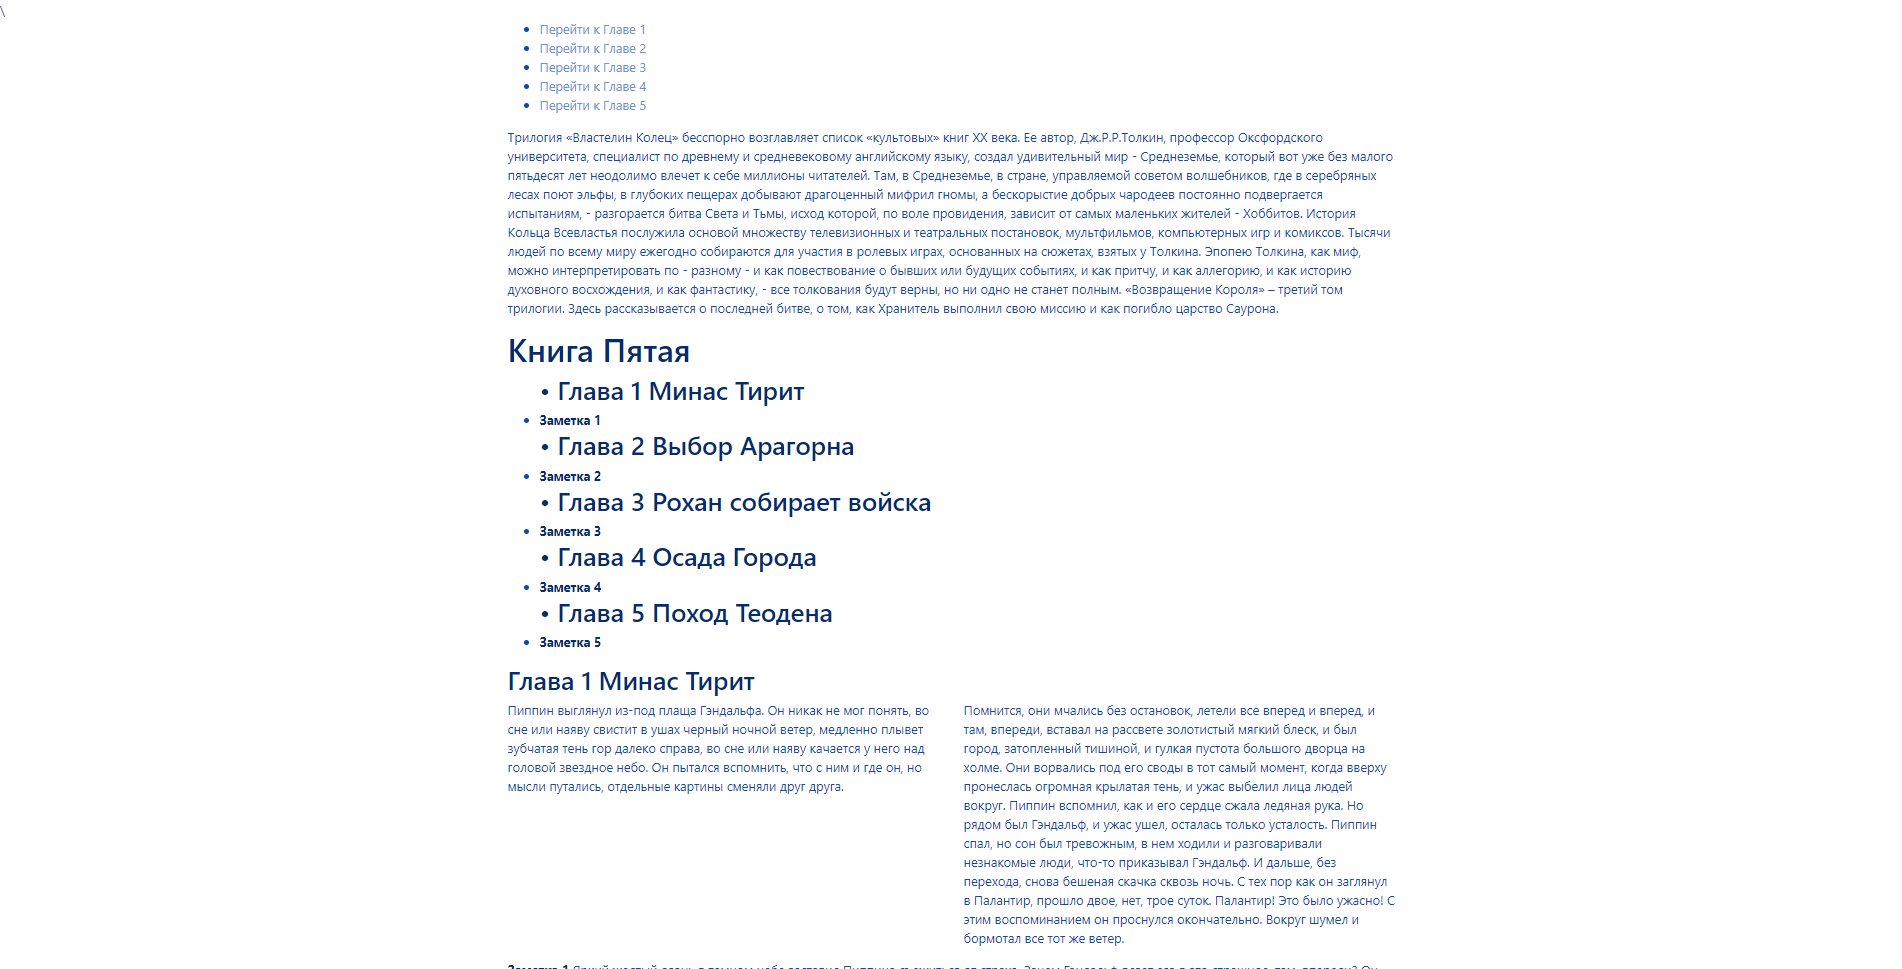 \
• Перейти к Главе 1
• Перейти к Главе 2
• Перейти к Главе 3
• Перейти к Главе 4
• Перейти к Главе 5
Трилогия «Властелин Колец» бесспорно возглавляет список «культовых» книг XX века. Ее автор, Дж.Р.Р.Толкин, профессор Оксфордского
университета, специалист по древнему и средневековому английскому языку, создал удивительный мир - Среднеземье, который вот уже без малого
пятьдесят лет неодолимо влечет к себе миллионы читателей. Там, в Среднеземье, в стране, управляемой советом волшебников, где в серебряных
лесах поют эльфы, в глубоких пещерах добывают драгоценный мифрил гномы, а бескорыстие добрых чародеев постоянно подвергается
испытаниям, - разгорается битва Света и Тьмы, исход которой, по воле провидения, зависит от самых маленьких жителей - Хоббитов. История
Кольца Всевластья послужила основой множеству телевизионных и театральных постановок, мультфильмов, компьютерных игр и комиксов. Тысячи
людей по всему миру ежегодно собираются для участия в ролевых играх, основанных на сюжетах, взятых у Толкина. Эпопею Толкина, как миф,
можно интерпретировать по - разному - и как повествование о бывших или будущих событиях, и как притчу, и как аллегорию, и как историю
духовного восхождения, и как фантастику, - все толкования будут верны, но ни одно не станет полным. «Возвращение Короля» – третий том
трилогии. Здесь рассказывается о последней битве, о том, как Хранитель выполнил свою миссию и как погибло царство Саурона.
Книга Пятая
• Глава 1 Минас Тирит
• Заметка 1
• Глава 2 Выбор Арагорна
• Заметка 2
• Глава 3 Рохан собирает войска
• Заметка 3
• Глава 4 Осада Города
• Заметка 4
• Глава 5 Поход Теодена
• Заметка 5
Глава 1 Минас Тирит
Пиппин выглянул из-под плаща Гэндальфа. Он никак не мог понять, во
сне или наяву свистит в ушах черный ночной ветер, медленно плывет
зубчатая тень гор далеко справа, во сне или наяву качается у него над
головой звездное небо. Он пытался вспомнить, что с ним и где он, но
мысли путались, отдельные картины сменяли друг друга.
Помнится, они мчались без остановок, летели все вперед и вперед, и
там, впереди, вставал на рассвете золотистый мягкий блеск, и был
город, затопленный тишиной, и гулкая пустота большого дворца на
холме. Они ворвались под его своды в тот самый момент, когда вверху
пронеслась огромная крылатая тень, и ужас выбелил лица людей
вокруг. Пиппин вспомнил, как и его сердце сжала ледяная рука. Но
рядом был Гэндальф, и ужас ушел, осталась только усталость. Пиппин
спал, но сон был тревожным, в нем ходили и разговаривали
незнакомые люди, что-то приказывал Гэндальф. И дальше, без
перехода, снова бешеная скачка сквозь ночь. С тех пор как он заглянул
в Палантир, прошло двое, нет, трое суток. Палантир! Это было ужасно! С
этим воспоминанием он проснулся окончательно. Вокруг шумел и
бормотал все тот же ветер.